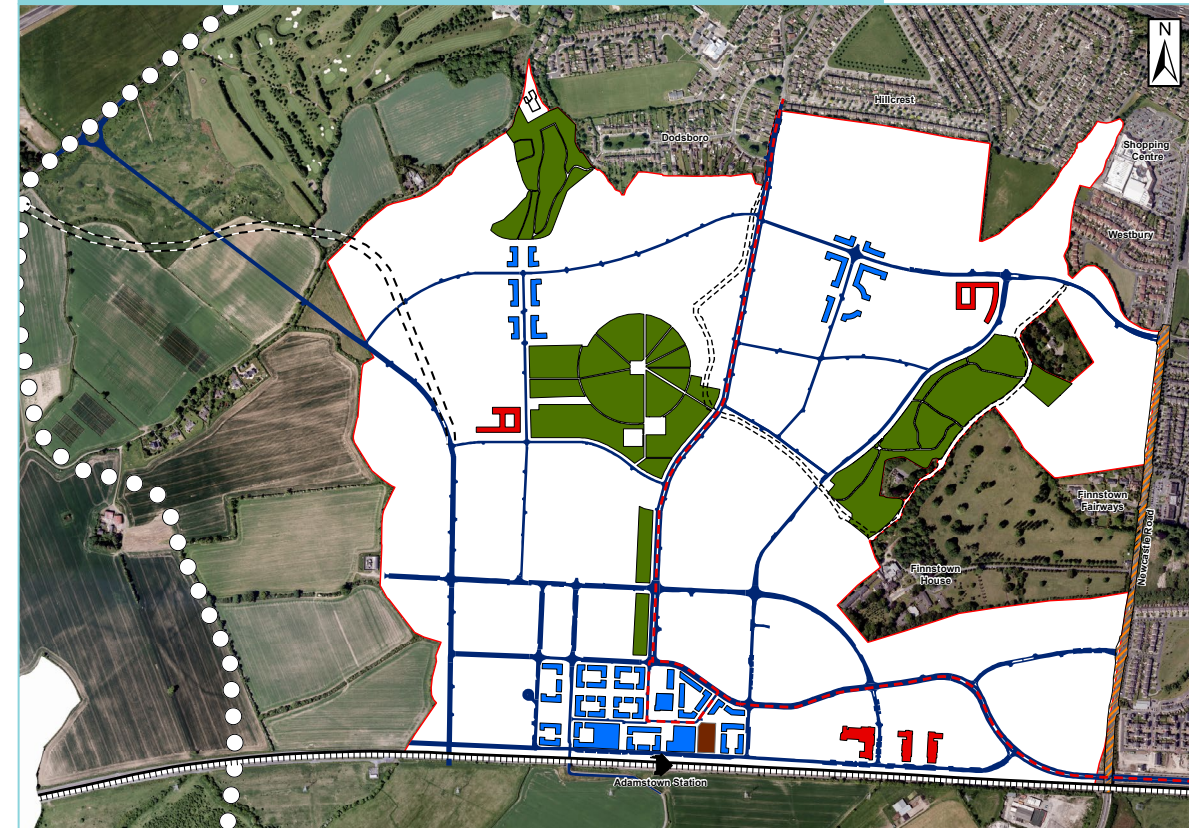 N
Hillcrest
Dodsboro
Shopping
Centre
Westbury
Finnstown
Fairways
Newcastle Road
Finnstown
House
Adamstown Station